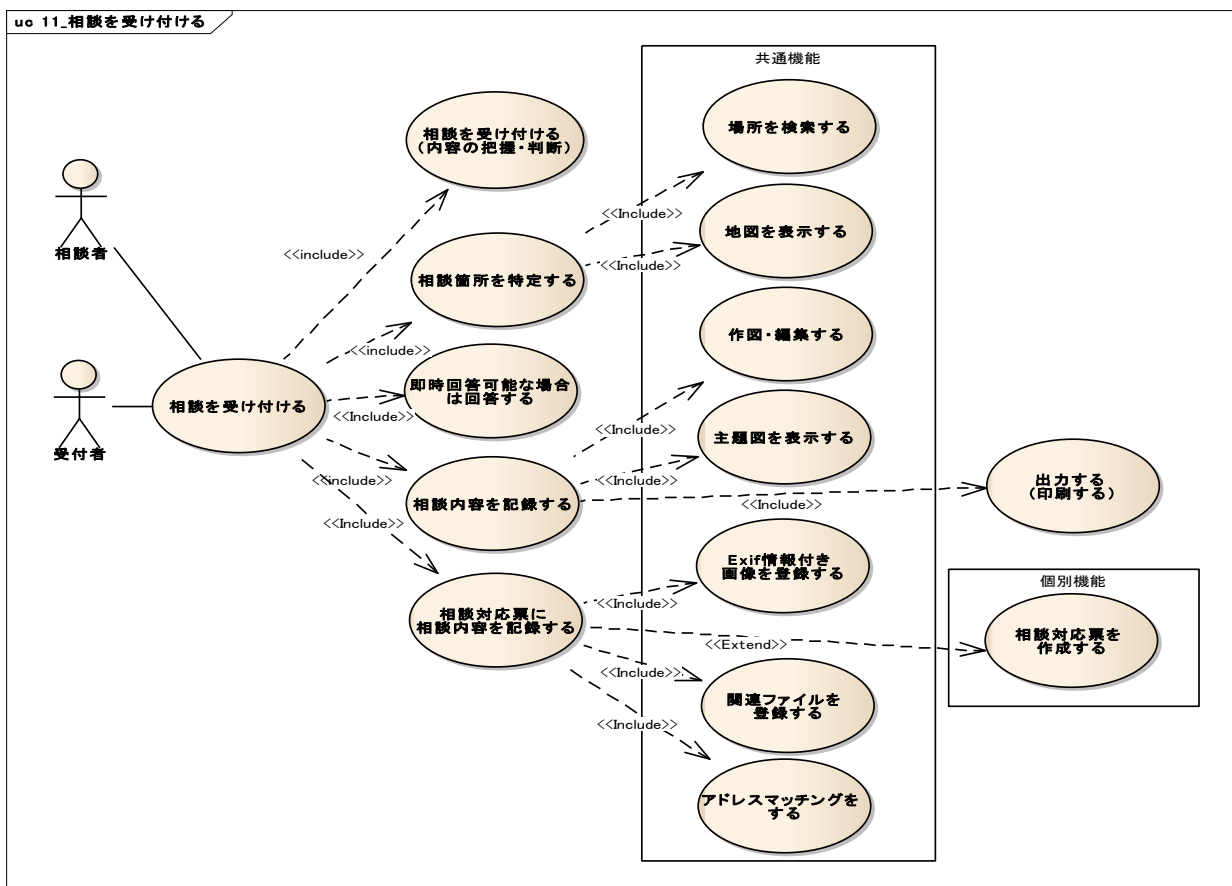 uc 11_相談を受け付ける
共通機能
場所を検索する
相談を受け付ける
（内容の把握・判断）
<<Include>>
地図を表示する
相談者
<<include>>
<<Include>>
相談箇所を特定する
作図・編集する
<<include>>
即時回答可能な場合
は回答する
受付者
相談を受け付ける
<<Include>>
<<Include>>
主題図を表示する
<<include>>
<<Include>>
相談内容を記録する
<<Include>>
出力する
（印刷する）
<<Include>>
Exif情報付き
画像を登録する
個別機能
<<Include>>
相談対応票に
相談内容を記録する
<<Extend>>
相談対応票を
作成する
<<Include>>
関連ファイルを
登録する
<<Include>>
アドレスマッチングを
する